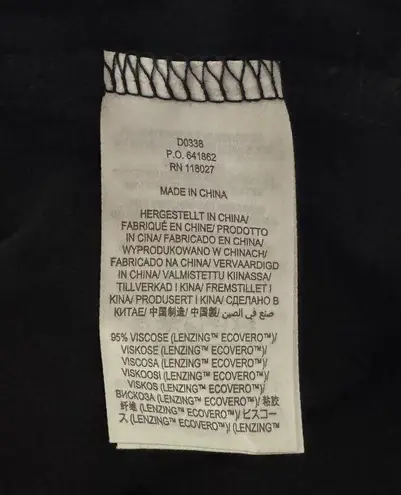 D0338
P.O. 641862
RN 118027
MADE IN CHINA
HERGESTELLT IN CHINA/
FABRIQUÉ EN CHINE/ PRODOTTO
IN CINA/ FABRICADO EN CHINA/
WYPRODUKOWANO W CHINACH/
FABRICADO NA CHINA/ VERVAARDIGD
IN CHINA/ VALMISTETTU KIINASSA/
TILLVERKAD I KINA/ FREMSTILLET I
KINA/ PRODUSERT I KINA/ СДЕЛАНО В
КИТАЕ/ 中国制造/ 中国製/ صنع في الصين
95% VISCOSE (LENZING™ ECOVERO™)/
VISKOSE (LENZING™ ECOVERO™)/
VISCOSA (LENZING™ ECOVERO™)/
VISKOOSI (LENZING™ ECOVERO™)/
VISKOS (LENZING™ ECOVERO™)/
ВИСКОЗА (LENZING™ ECOVERO™)/ 粘胶
纤维 (LENZING™ ECOVERO™)/ ビスコー
ス (LENZING™ ECOVERO™)/ (LENZING™